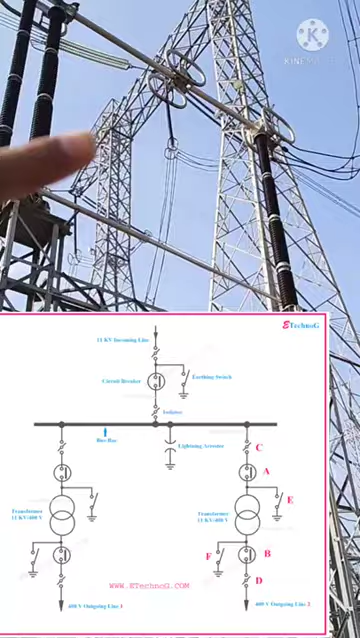 KINEMASTER
ETechnoG
11 KV Incoming Line
Circuit Breaker
Earthing Switch
Isolator
Bus-Bar
Lightning Arrestor
C
A
E
Transformer
11 KV/400 V
Transformer
11 KV/400 V
F
B
D
WWW.ETechnoG.COM
400 V Outgoing Line 1
400 V Outgoing Line 2